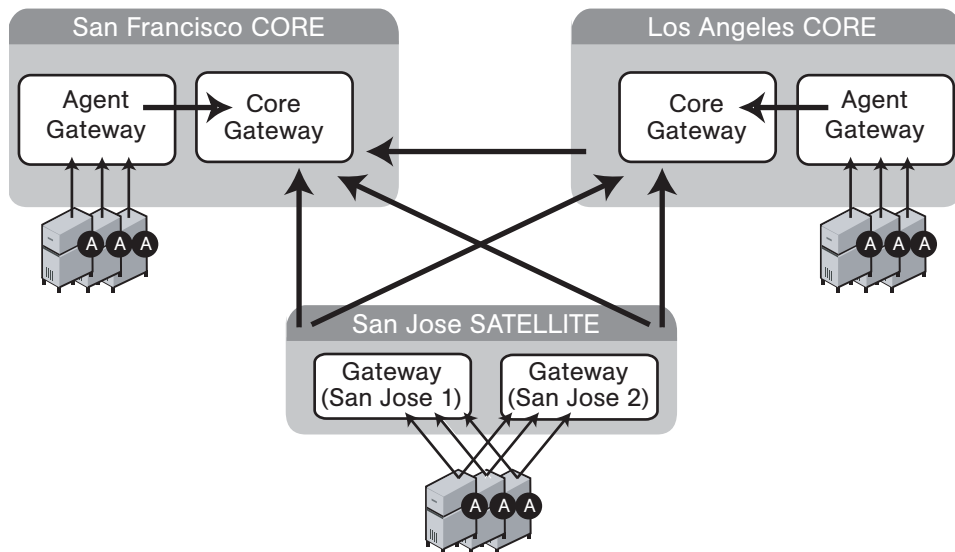 San Francisco CORE
Los Angeles CORE
Agent
Gateway
Core
Gateway
Core
Gateway
Agent
Gateway
A A A
A A A
San Jose SATELLITE
Gateway
(San Jose 1)
Gateway
(San Jose 2)
A A A